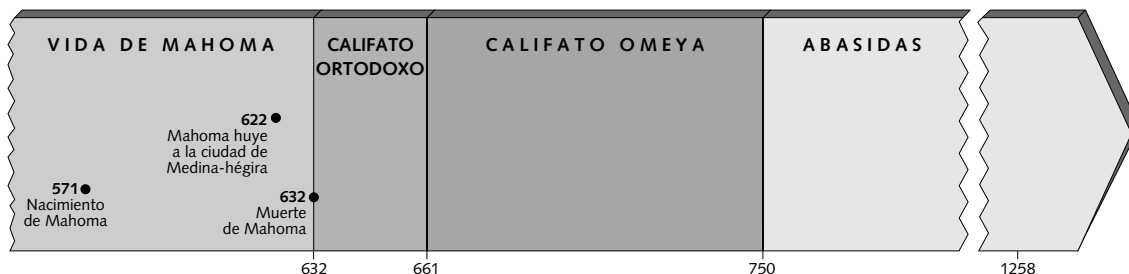 VIDA DE MAHOMA
CALIFATO
ORTODOXO
CALIFATO OMEYA
ABASIDAS
622
Mahoma huye
a la ciudad de
Medina-hégira
571
Nacimiento
de Mahoma
632
Muerte
de Mahoma
632
661
750
1258